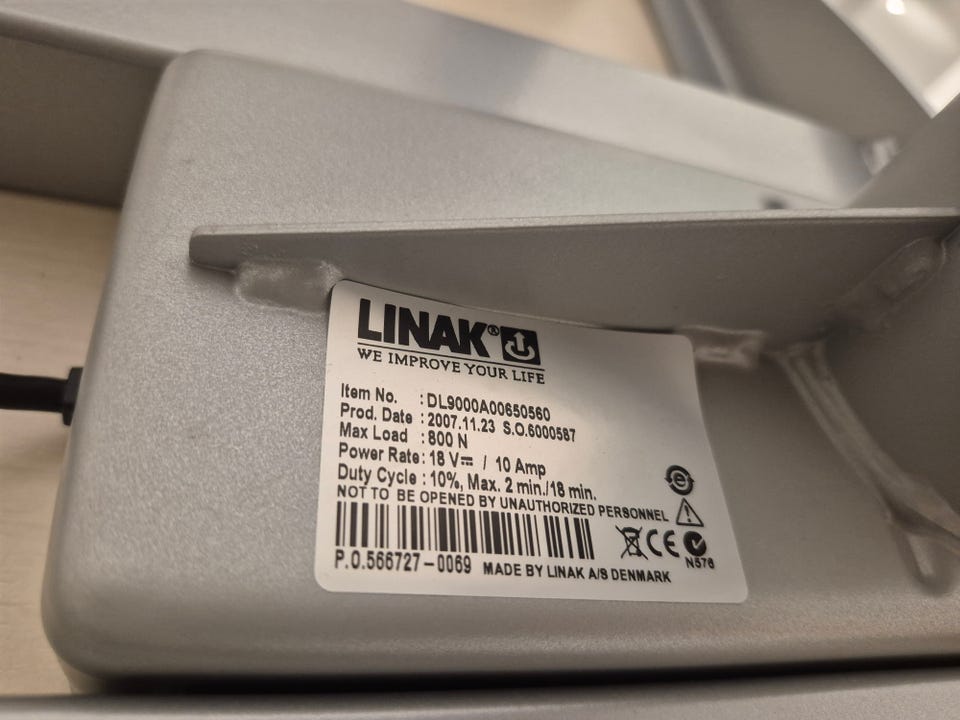 LINAK®
WE IMPROVE YOUR LIFE
Item No. : DL9000A00650560
Prod. Date : 2007.11.23 S.O.6000587
Max Load : 800 N
Power Rate : 18 V⎓ / 10 Amp
Duty Cycle : 10%, Max. 2 min./18 min.
NOT TO BE OPENED BY UNAUTHORIZED PERSONNEL
e
CE
N576
P.O.566727-0069 MADE BY LINAK A/S DENMARK